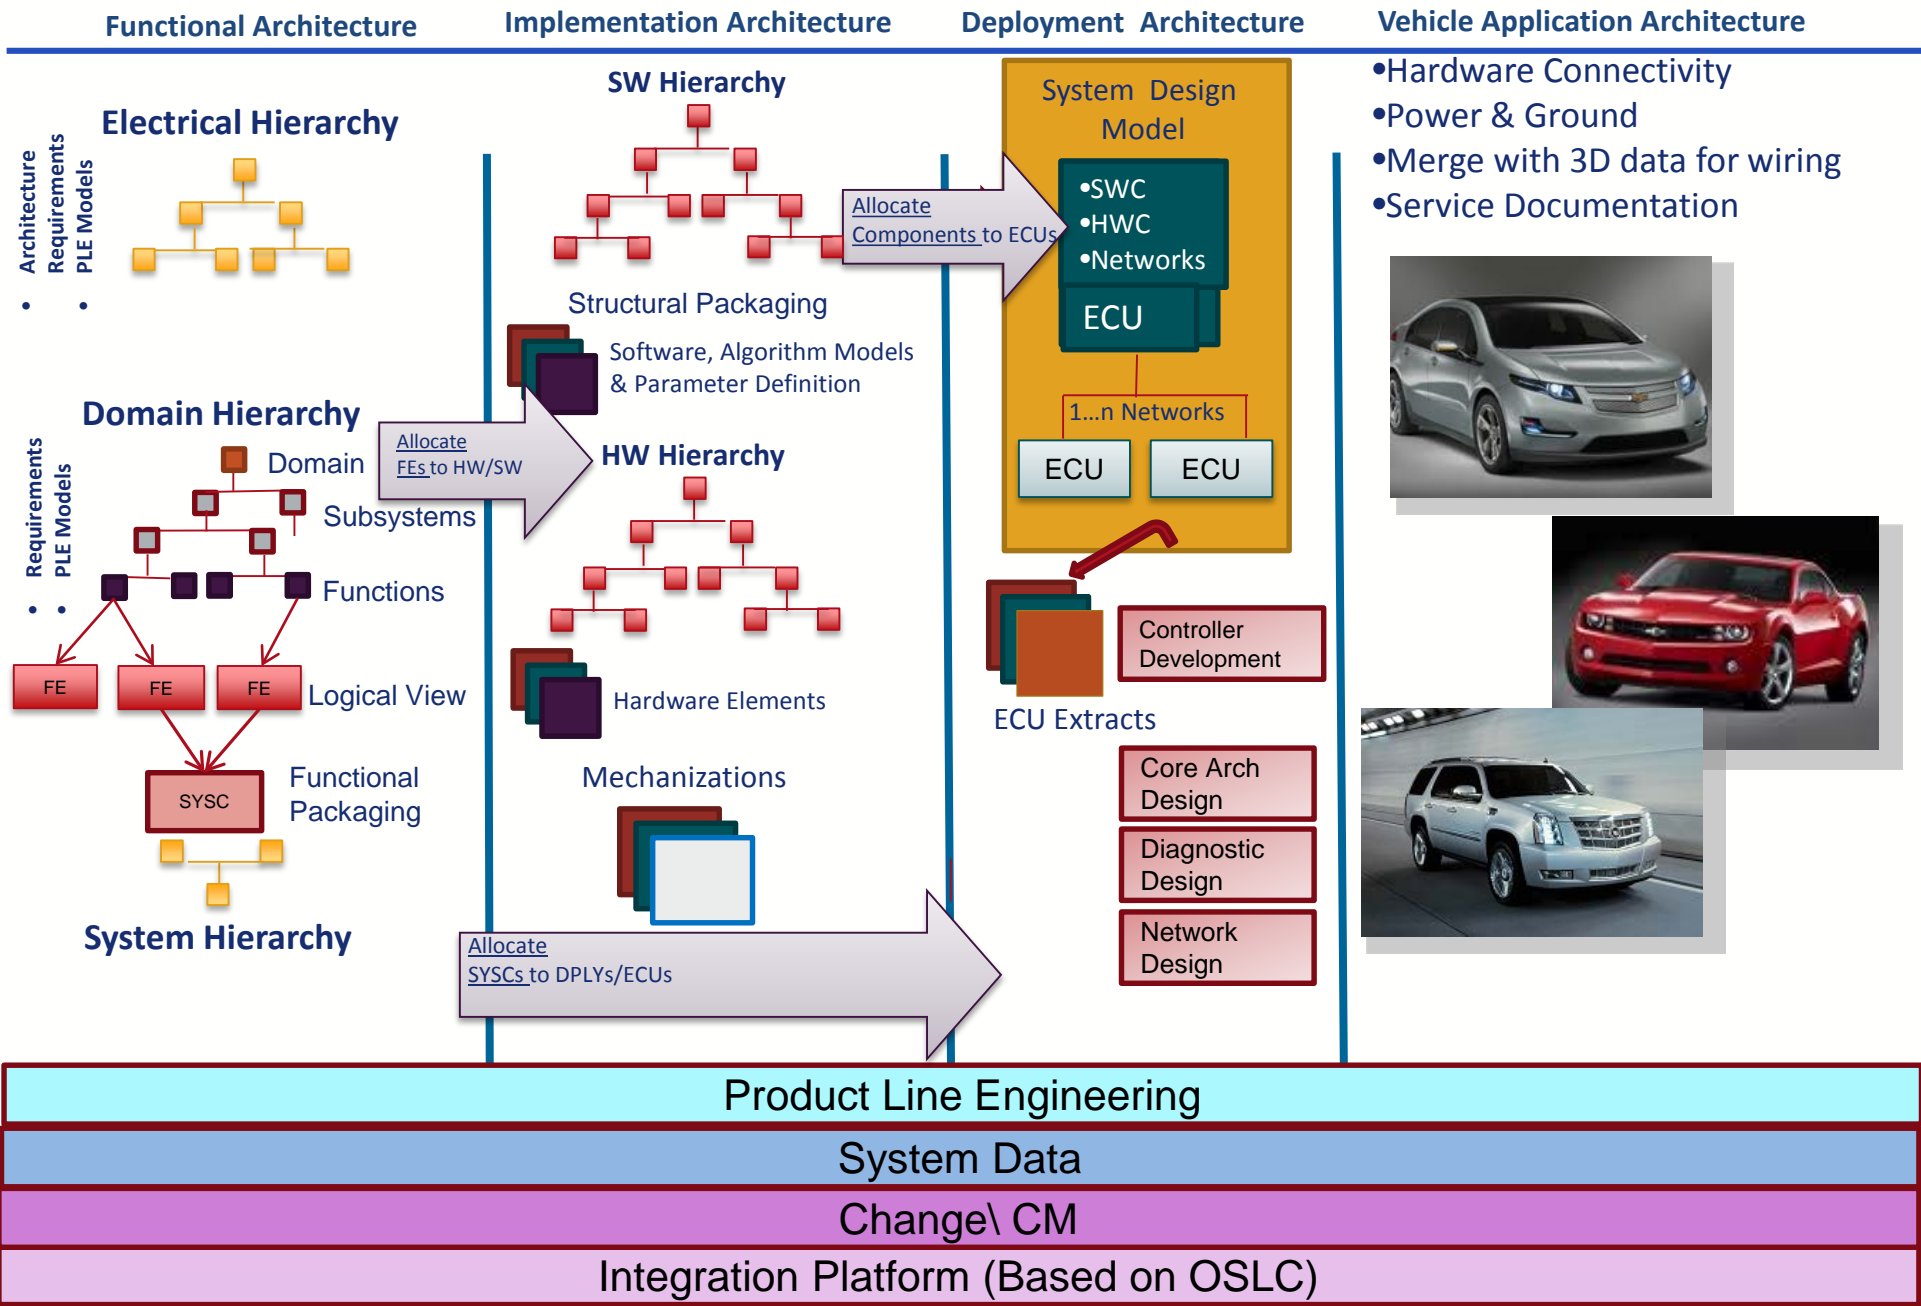 Functional Architecture
Implementation Architecture
Deployment Architecture
Vehicle Application Architecture
Electrical Hierarchy
• Architecture
Requirements
• PLE Models
Domain Hierarchy
• Requirements
• PLE Models
Domain
Subsystems
Functions
FE
FE
FE
Logical View
SYSC
Functional
Packaging
System Hierarchy
Allocate
FEs to HW/SW
SW Hierarchy
Structural Packaging
Software, Algorithm Models
& Parameter Definition
HW Hierarchy
Hardware Elements
Mechanizations
Allocate
SYSCs to DPLYs/ECUs
Allocate
Components to ECUs
System Design
Model
•SWC
•HWC
•Networks
ECU
1...n Networks
ECU
ECU
ECU Extracts
Controller
Development
Core Arch
Design
Diagnostic
Design
Network
Design
•Hardware Connectivity
•Power & Ground
•Merge with 3D data for wiring
•Service Documentation
Product Line Engineering
System Data
Change\ CM
Integration Platform (Based on OSLC)